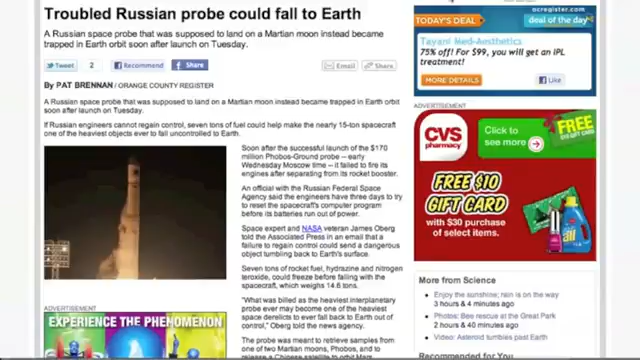 Troubled Russian probe could fall to Earth
A Russian space probe that was supposed to land on a Martian moon instead became
trapped in Earth orbit soon after launch on Tuesday.
Tweet 2 Recommend Share Email Share
By PAT BRENNAN / ORANGE COUNTY REGISTER
A Russian space probe that was supposed to land on a Martian moon instead became trapped in Earth orbit
soon after launch on Tuesday.
If Russian engineers cannot regain control, seven tons of fuel could help make the nearly 15-ton spacecraft
one of the heaviest objects ever to fall uncontrolled to Earth.
Soon after the successful launch of the $170
million Phobos-Ground probe -- early
Wednesday Moscow time -- it failed to fire its
engines after separating from its rocket booster.
An official with the Russian Federal Space
Agency said the engineers have three days to try
to reset the spacecraft's computer program
before its batteries run out of power.
Space expert and NASA veteran James Oberg
told the Associated Press in an email that a
failure to regain control could send a dangerous
object tumbling back to Earth's surface.
Seven tons of rocket fuel, hydrazine and nitrogen
teroxide, could freeze before falling with the
spacecraft, which weighs 14.6 tons.
"What was billed as the heaviest interplanetary
probe ever may become one of the heaviest
space derelicts to ever fall back to Earth out of
control," Oberg told the news agency.
The probe was meant to retrieve samples from
one of two Martian moons, Phobos, and to
release a Chinese satellite to orbit Mars
ADVERTISEMENT
EXPERIENCE THE PHENOMENON
ocregister.com
TODAY'S DEAL
deal of the day
Tayani Med-Aesthetics
75% off! For $99, you will get an IPL
treatment!
MORE DETAILS Like
ADVERTISEMENT
CVS
pharmacy
Click to
see more
FREE
GIFT CARD
FREE $10
GIFT CARD
with $30 purchase
of select items.
all
More from Science
Enjoy the sunshine; rain is on the way
3 hours & 4 minutes ago
Photos: Bee rescue at the Great Park
2 hours & 40 minutes ago
Video: Asteroid tumbles past Earth
Recommended for You